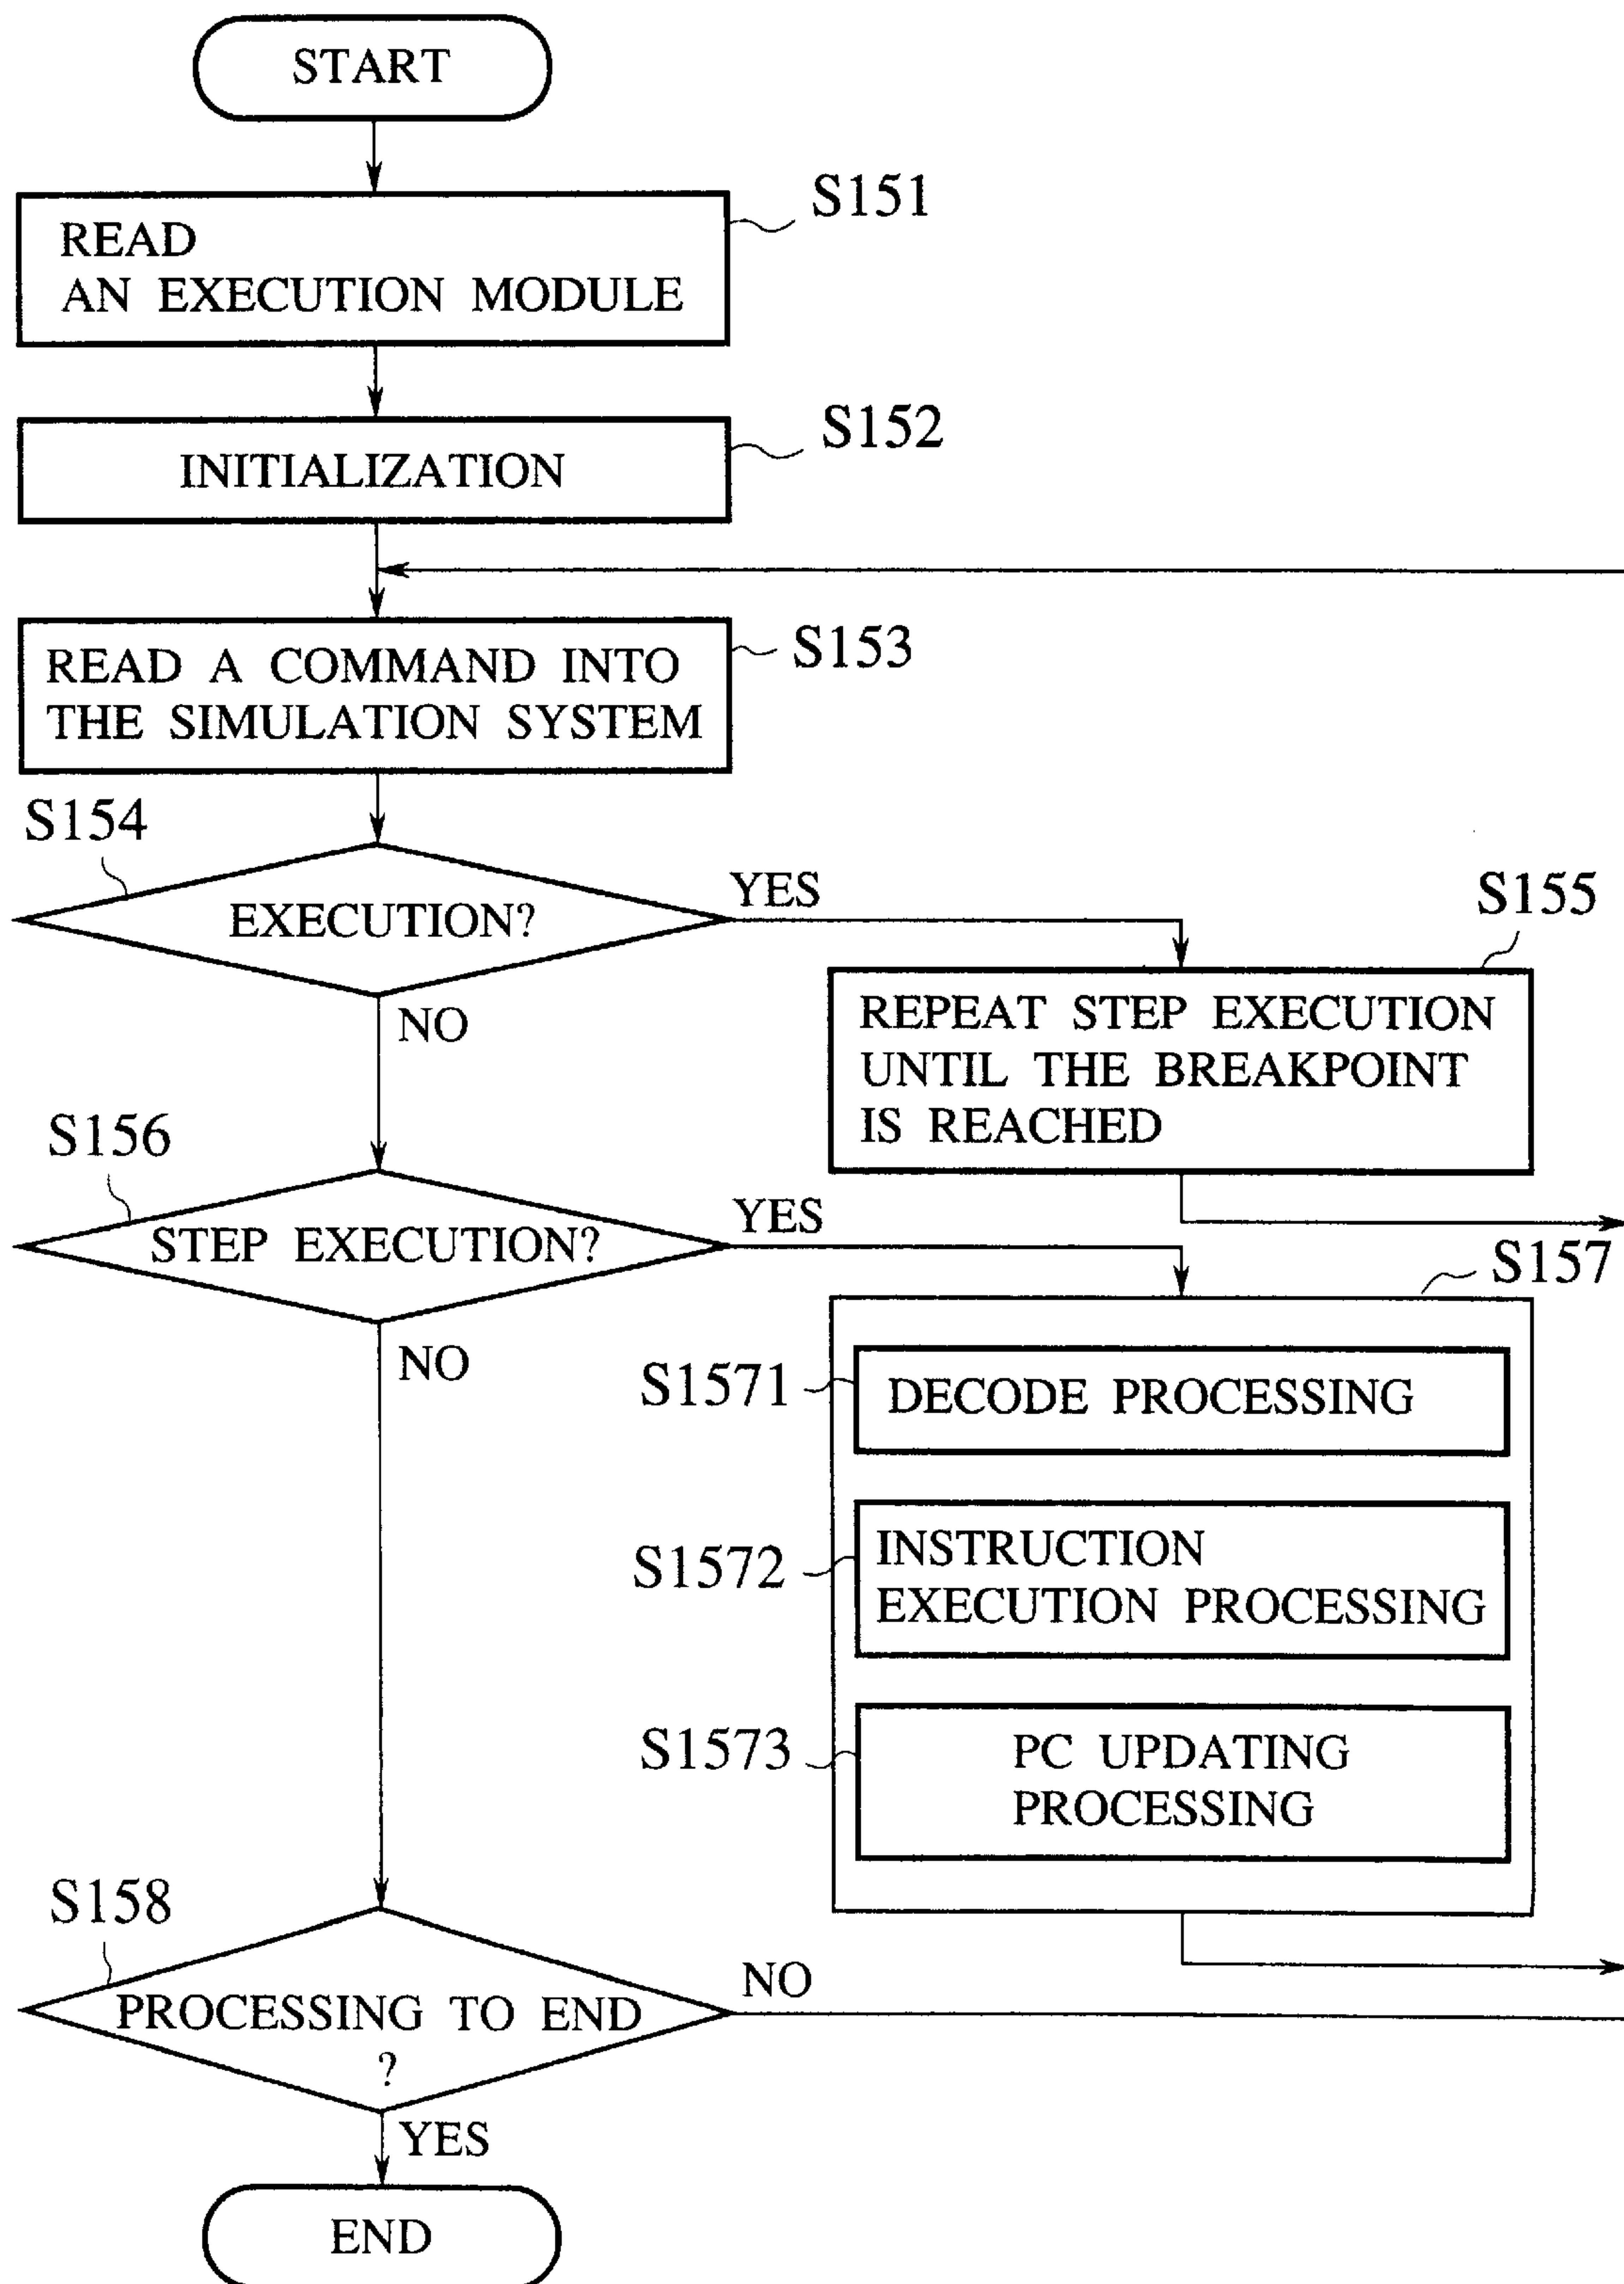 START
S151
READ
AN EXECUTION MODULE
S152
INITIALIZATION
S153
READ A COMMAND INTO
THE SIMULATION SYSTEM
S154
EXECUTION?
YES
NO
S155
REPEAT STEP EXECUTION
UNTIL THE BREAKPOINT
IS REACHED
S156
STEP EXECUTION?
YES
NO
S157
S1571
DECODE PROCESSING
S1572
INSTRUCTION
EXECUTION PROCESSING
S1573
PC UPDATING
PROCESSING
S158
PROCESSING TO END
?
NO
YES
END